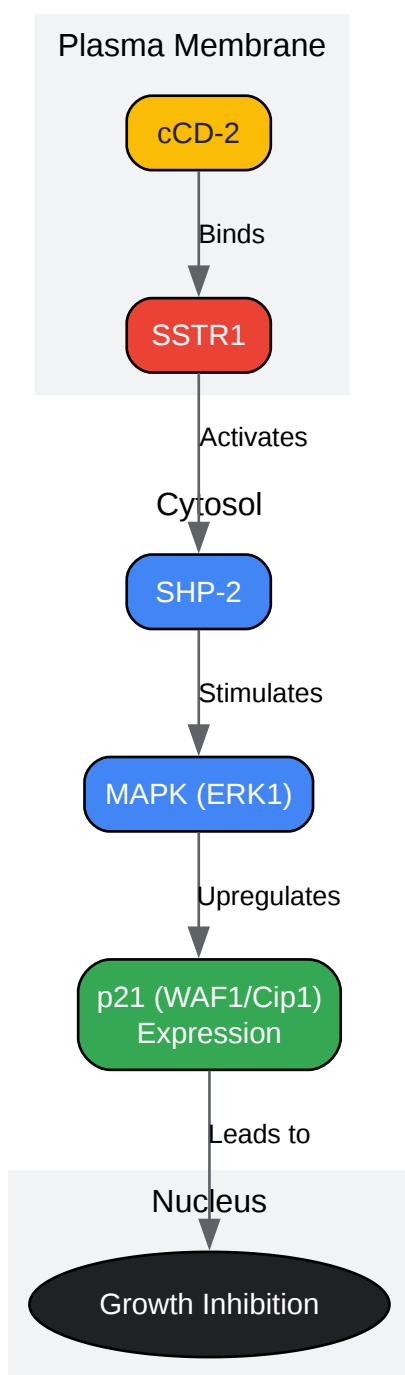 Plasma Membrane
cCD-2
Binds
SSTR1
Activates
Cytosol
SHP-2
Stimulates
MAPK (ERK1)
Upregulates
p21 (WAF1/Cip1)
Expression
Leads to
Nucleus
Growth Inhibition